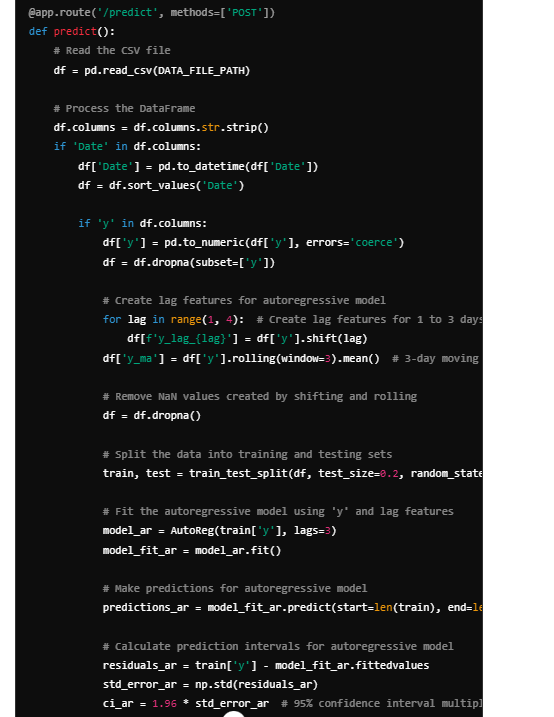 @app.route('/predict', methods=['POST'])
def predict():
    # Read the CSV file
    df = pd.read_csv(DATA_FILE_PATH)

    # Process the DataFrame
    df.columns = df.columns.str.strip()
    if 'Date' in df.columns:
        df['Date'] = pd.to_datetime(df['Date'])
        df = df.sort_values('Date')

        if 'y' in df.columns:
            df['y'] = pd.to_numeric(df['y'], errors='coerce')
            df = df.dropna(subset=['y'])

            # Create lag features for autoregressive model
            for lag in range(1, 4):  # Create lag features for 1 to 3 days
                df[f'y_lag_{lag}'] = df['y'].shift(lag)
            df['y_ma'] = df['y'].rolling(window=3).mean()  # 3-day moving

            # Remove NaN values created by shifting and rolling
            df = df.dropna()

            # Split the data into training and testing sets
            train, test = train_test_split(df, test_size=0.2, random_state

            # Fit the autoregressive model using 'y' and lag features
            model_ar = AutoReg(train['y'], lags=3)
            model_fit_ar = model_ar.fit()

            # Make predictions for autoregressive model
            predictions_ar = model_fit_ar.predict(start=len(train), end=le

            # Calculate prediction intervals for autoregressive model
            residuals_ar = train['y'] - model_fit_ar.fittedvalues
            std_error_ar = np.std(residuals_ar)
            ci_ar = 1.96 * std_error_ar  # 95% confidence interval multipl